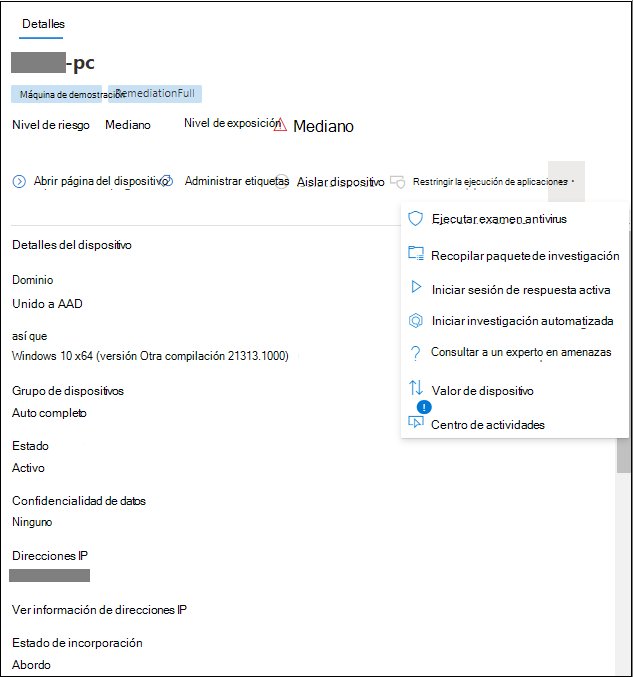 Detalles
-pc
Máquina de demostración RemediationFull
Nivel de riesgo Mediano Nivel de exposición Mediano
Abrir página del dispositivo Administrar etiquetas Aislar dispositivo Restringir la ejecución de aplicaciones
Ejecutar examen antivirus
Recopilar paquete de investigación
Iniciar sesión de respuesta activa
Iniciar investigación automatizada
Consultar a un experto en amenazas
Valor de dispositivo
Centro de actividades
Detalles del dispositivo
Dominio
Unido a AAD
así que
Windows 10 x64 (versión Otra compilación 21313.1000)
Grupo de dispositivos
Auto completo
Estado
Activo
Confidencialidad de datos
Ninguno
Direcciones IP
Ver información de direcciones IP
Estado de incorporación
Abordo